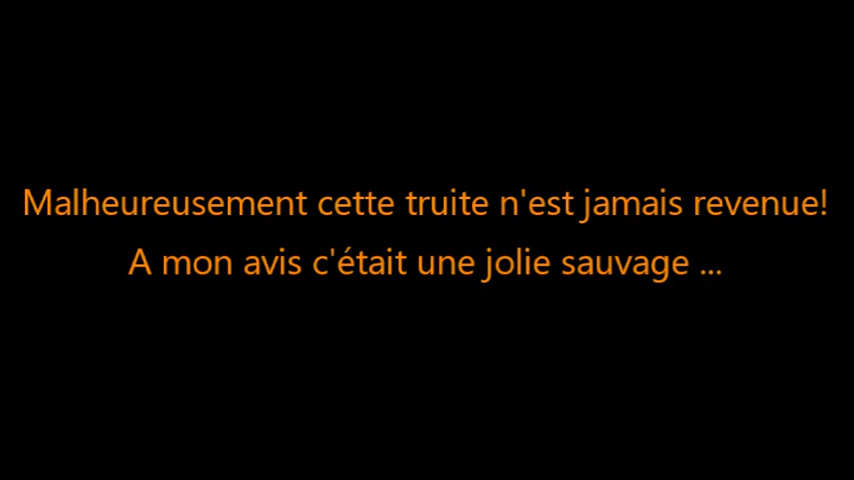 Malheureusement cette truite n'est jamais revenue!
A mon avis c'était une jolie sauvage ...